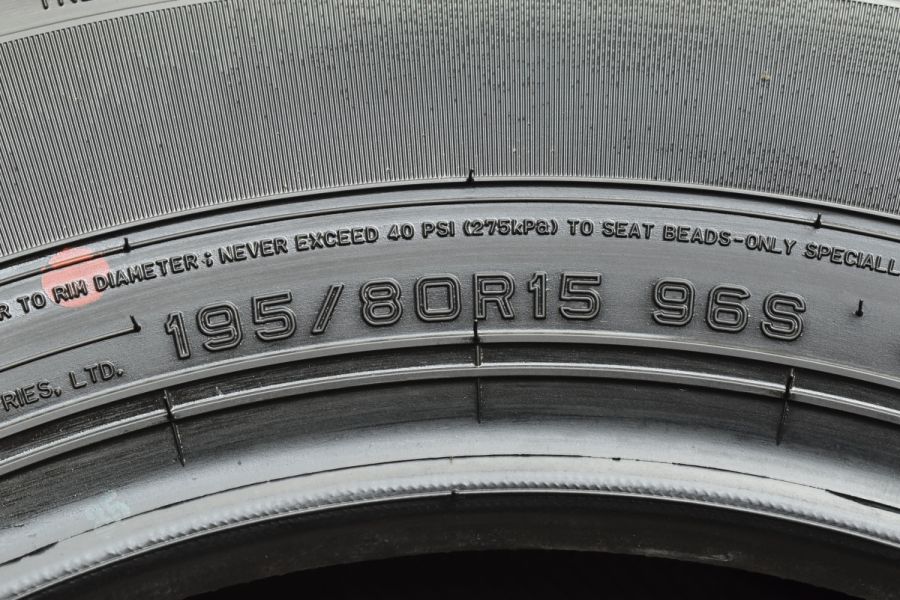 R TO RIM DIAMETER; NEVER EXCEED 40 PSI (275kPa) TO SEAT BEADS-ONLY SPECIALL
195/80R15 96S
RIES, LTD.